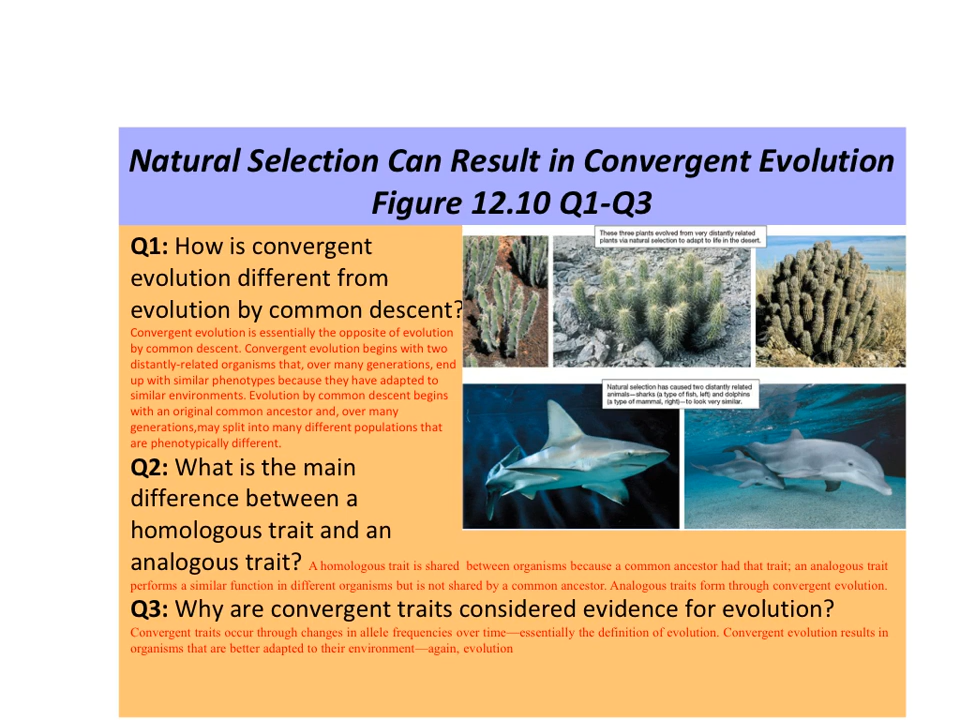 Natural Selection Can Result in Convergent Evolution
Figure 12.10 Q1-Q3
Q1: How is convergent
evolution different from
evolution by common descent?
Convergent evolution is essentially the opposite of evolution
by common descent. Convergent evolution begins with two
distantly-related organisms that, over many generations, end
up with similar phenotypes because they have adapted to
similar environments. Evolution by common descent begins
with an original common ancestor and, over many
generations,may split into many different populations that
are phenotypically different.
Q2: What is the main
difference between a
homologous trait and an
analogous trait? A homologous trait is shared between organisms because a common ancestor had that trait; an analogous trait
performs a similar function in different organisms but is not shared by a common ancestor. Analogous traits form through convergent evolution.
Q3: Why are convergent traits considered evidence for evolution?
Convergent traits occur through changes in allele frequencies over time—essentially the definition of evolution. Convergent evolution results in
organisms that are better adapted to their environment—again, evolution
These three plants evolved from very distantly related
plants via natural selection to adapt to life in the desert.
Natural selection has caused two distantly related
animals—sharks (a type of fish, left) and dolphins
(a type of mammal, right)—to look very similar.